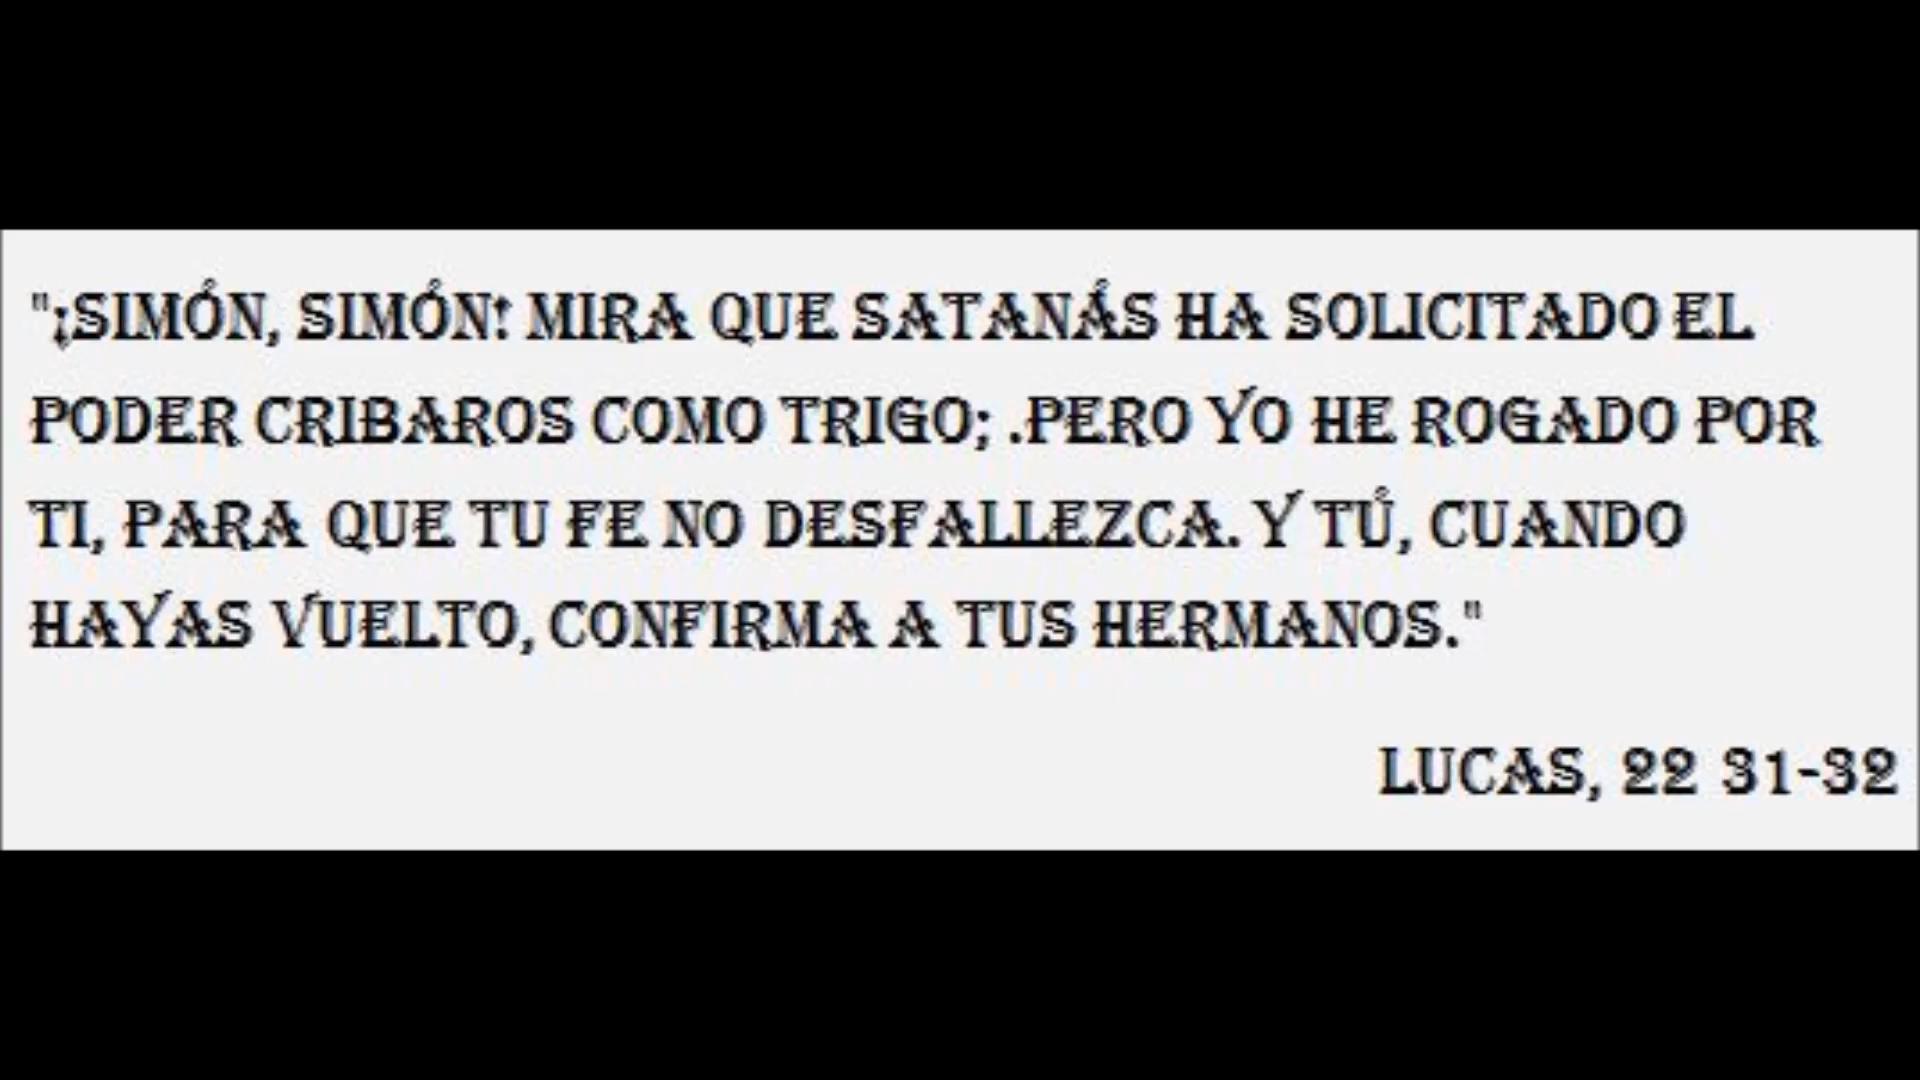 "¡SIMÓN, SIMÓN! MIRA QUE SATANÁS HA SOLICITADO EL
PODER CRIBAROS COMO TRIGO; .PERO YO HE ROGADO POR
TI, PARA QUE TU FE NO DESFALLEZCA. Y TÚ, CUANDO
HAYAS VUELTO, CONFIRMA A TUS HERMANOS."
LUCAS, 22 31-32